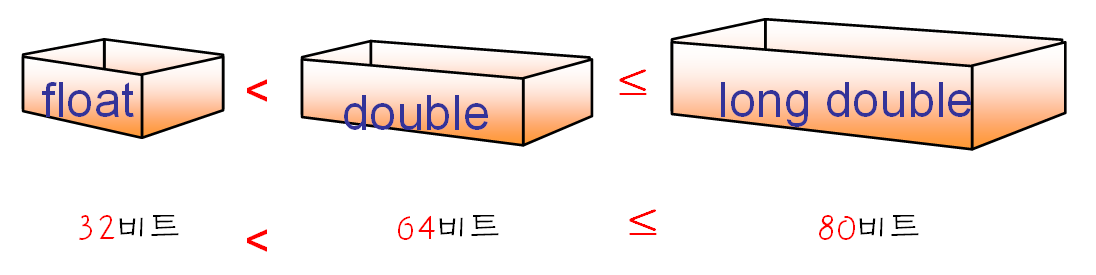 float < double ≤ long double
32비트 < 64비트 ≤ 80비트